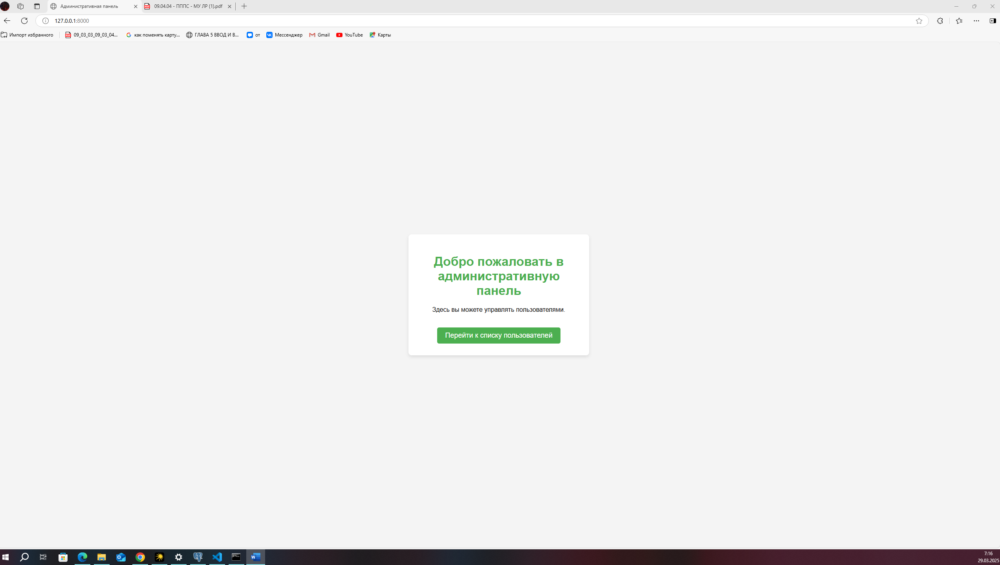 Административная панель
09.04.04 - ПППС - МУ ЛР (1).pdf
127.0.0.1:8000
Импорт избранного
09_03_03_09_03_04...
как поменять карту...
ГЛАВА 5 ВВОД И В...
от
Мессенджер
Gmail
YouTube
Карты
Добро пожаловать в
административную
панель
Здесь вы можете управлять пользователями.
Перейти к списку пользователей
7:16
29.03.2025